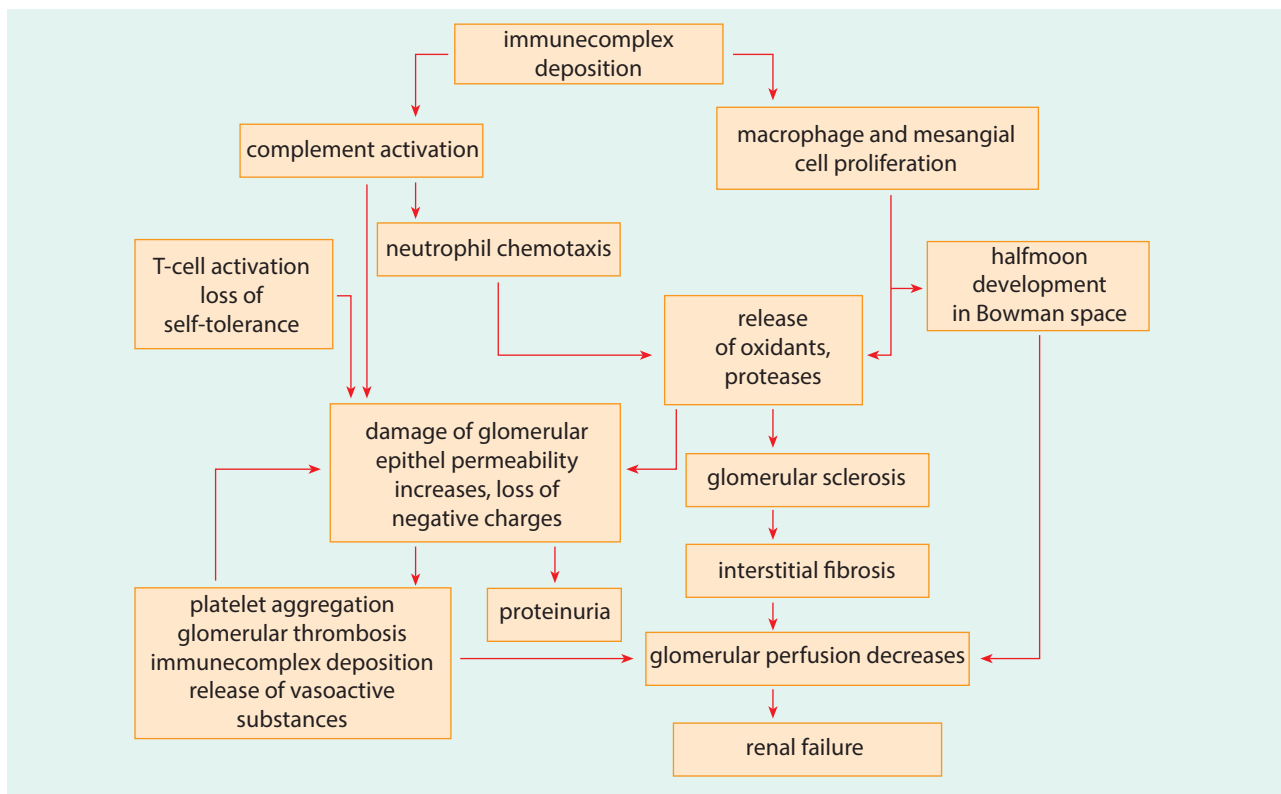 immunecomplex
deposition
complement activation
macrophage and mesangial
cell proliferation
neutrophil chemotaxis
T-cell activation
loss of
self-tolerance
halfmoon
development
in Bowman space
release
of oxidants,
proteases
damage of glomerular
epithel permeability
increases, loss of
negative charges
glomerular sclerosis
interstitial fibrosis
platelet aggregation
glomerular thrombosis
immunecomplex deposition
release of vasoactive
substances
proteinuria
glomerular perfusion decreases
renal failure